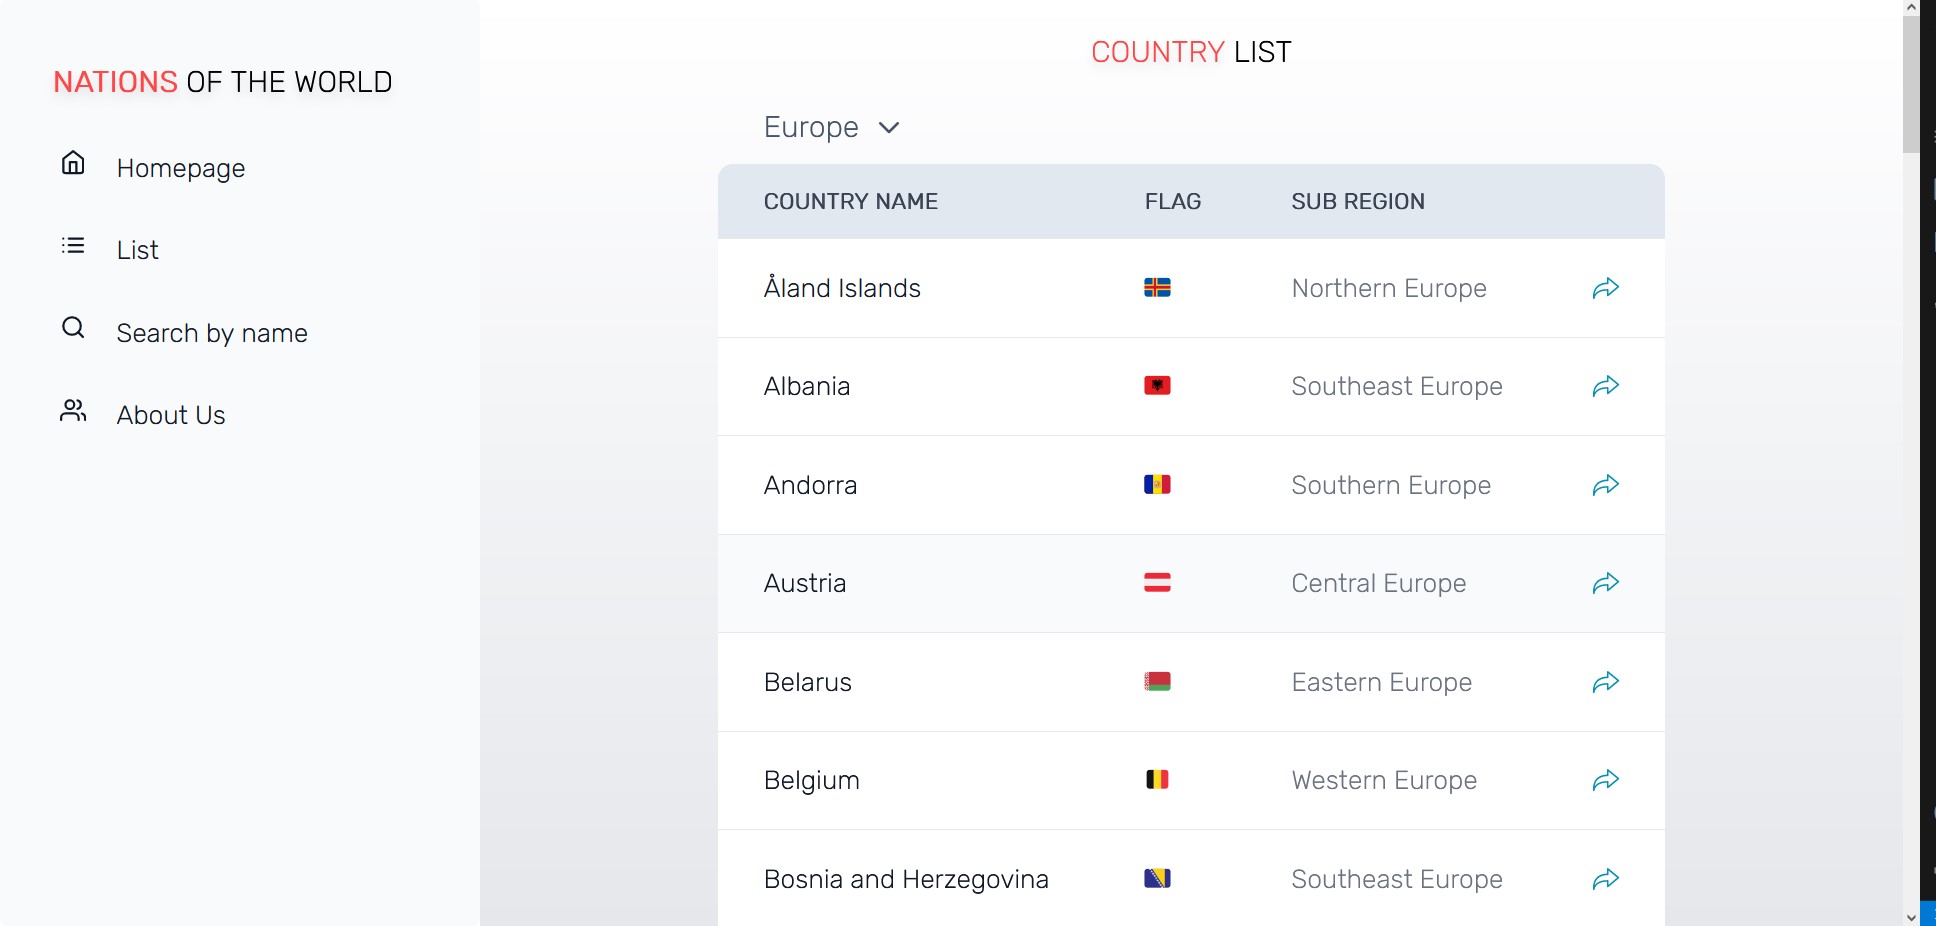 NATIONS OF THE WORLD
Homepage
List
Search by name
About Us
COUNTRY LIST
Europe
COUNTRY NAME FLAG SUB REGION
Åland Islands Northern Europe
Albania Southeast Europe
Andorra Southern Europe
Austria Central Europe
Belarus Eastern Europe
Belgium Western Europe
Bosnia and Herzegovina Southeast Europe